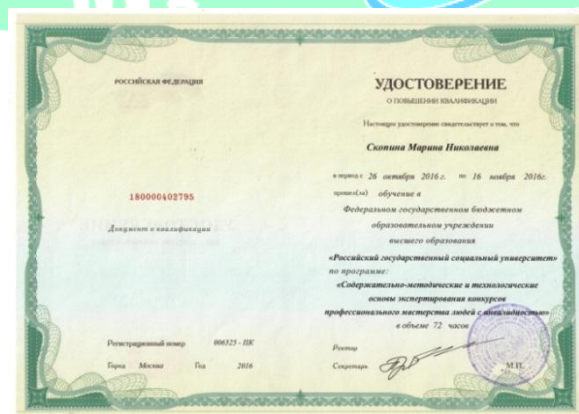 РОССИЙСКАЯ ФЕДЕРАЦИЯ
180000402795
Документ о квалификации
Регистрационный номер 006525 - ПК
Город Москва Год 2016
УДОСТОВЕРЕНИЕ
О ПОВЫШЕНИИ КВАЛИФИКАЦИИ
Настоящее удостоверение свидетельствует о том, что
Скопина Марина Николаевна
в период с 26 октября 2016 г. по 16 ноября 2016г.
прошел(ла) обучение в
Федеральном государственном бюджетном
образовательном учреждении
высшего образования
«Российский государственный социальный университет»
по программе:
«Содержательно-методические и технологические
основы экспертирования конкурсов
профессионального мастерства людей с инвалидностью»
в объеме 72 часов
Ректор
Секретарь
М.П.